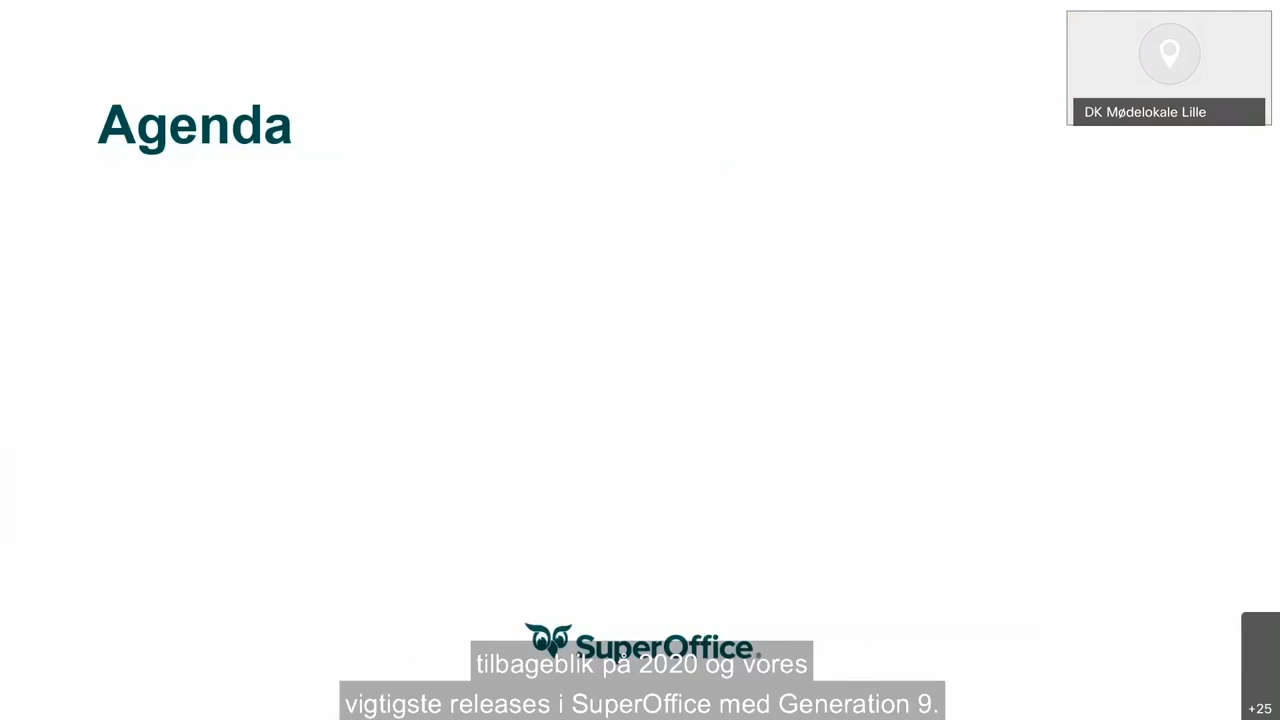 DK Mødelokale Lille
Agenda
SuperOffice®
tilbageblik på 2020 og vores
vigtigste releases i SuperOffice med Generation 9.
+25